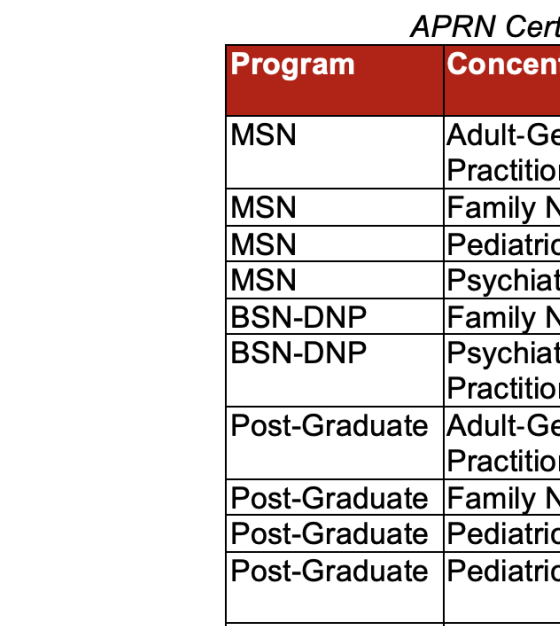 APRN Cert
Program Concent
MSN Adult-Ge
Practitio
MSN Family N
MSN Pediatric
MSN Psychiat
BSN-DNP Family N
BSN-DNP Psychiat
Practitio
Post-Graduate Adult-Ge
Practitio
Post-Graduate Family N
Post-Graduate Pediatric
Post-Graduate Pediatric